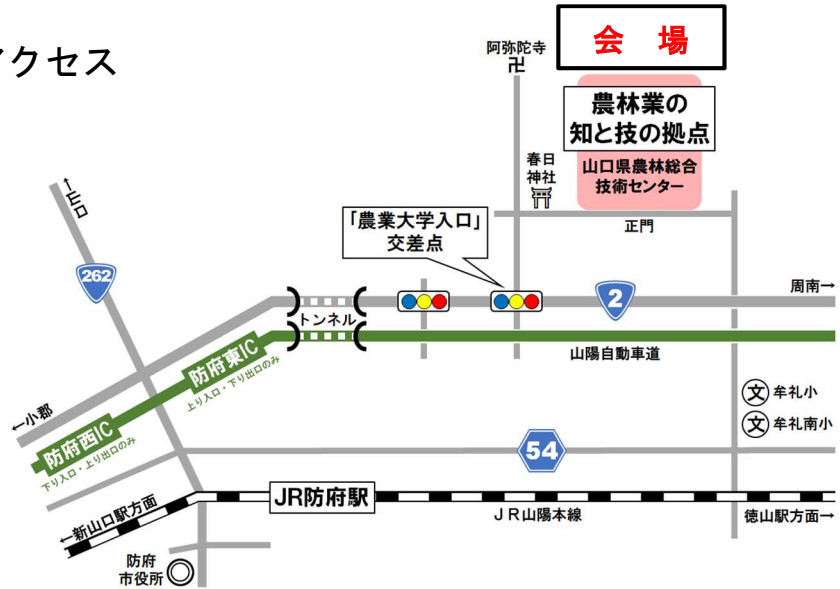 アクセス
会 場
阿弥陀寺
農林業の
知と技の拠点
山口県農林総合
技術センター
春日
神社
正門
「農業大学入口」
交差点
←山口
262
2
周南→
トンネル
山陽自動車道
防府東IC
上り入口・下り出口のみ
←小郡
防府西IC
下り入口・上り出口のみ
文 牟礼小
文 牟礼南小
54
JR防府駅
JR山陽本線
←新山口駅方面
徳山駅方面→
防府
市役所